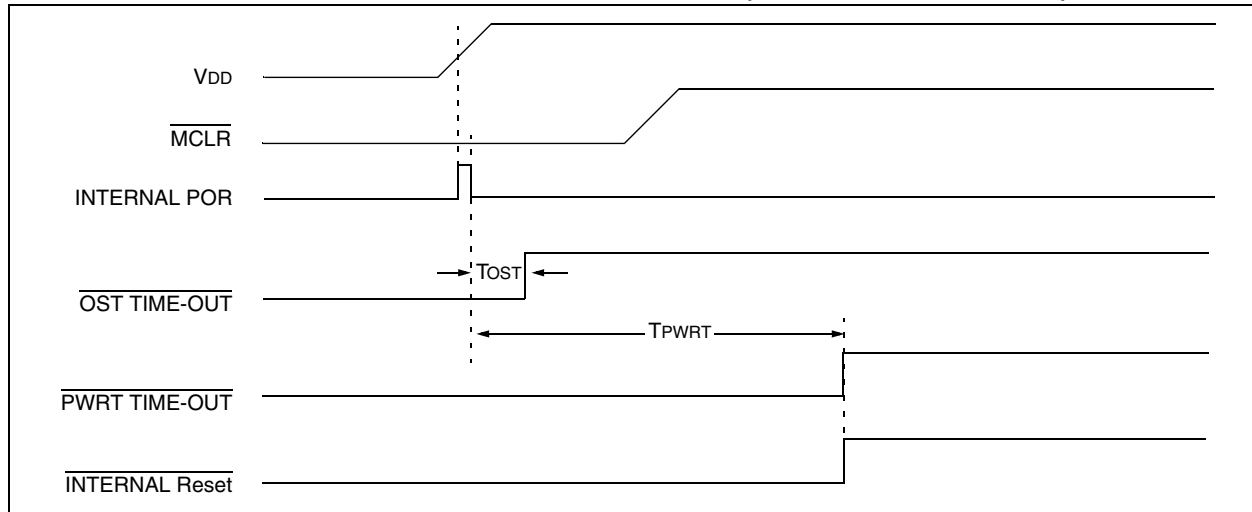 VDD
MCLR
INTERNAL POR
TOST
OST TIME-OUT
TPWRT
PWRT TIME-OUT
INTERNAL Reset